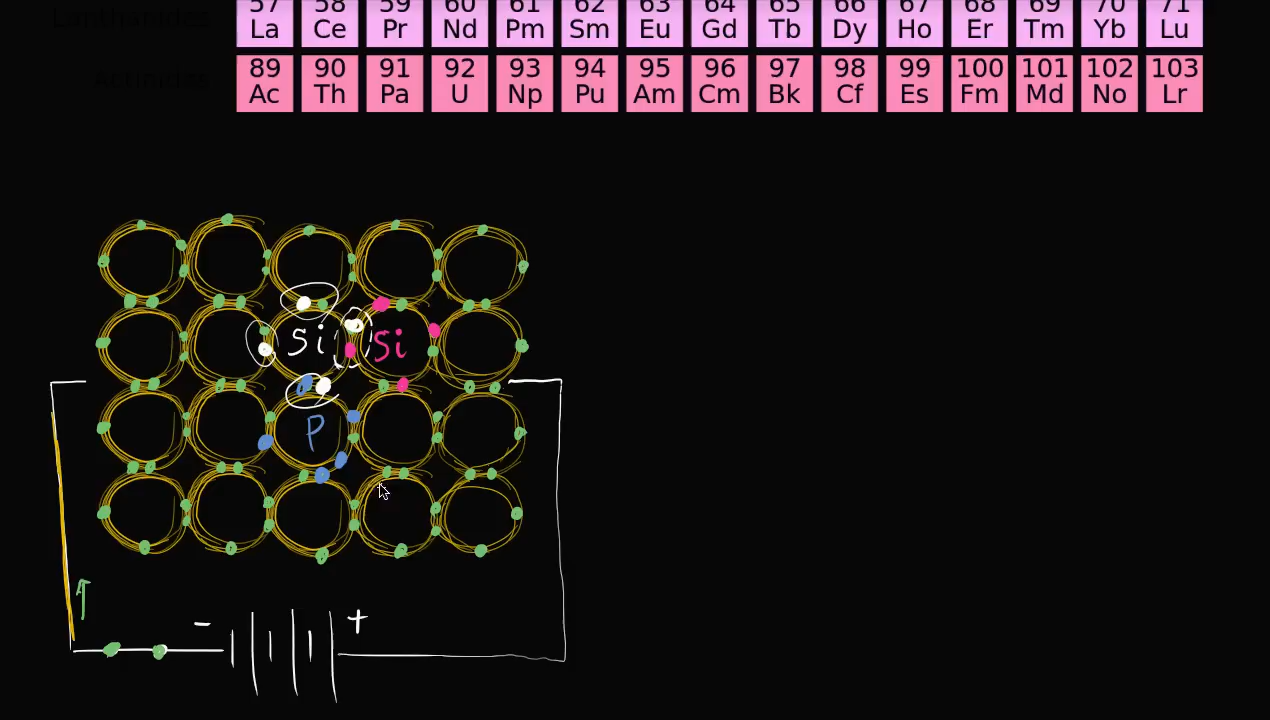 Lanthanides 57 58 59 60 61 62 63 64 65 66 67 68 69 70 71
La Ce Pr Nd Pm Sm Eu Gd Tb Dy Ho Er Tm Yb Lu
Actinides 89 90 91 92 93 94 95 96 97 98 99 100 101 102 103
Ac Th Pa U Np Pu Am Cm Bk Cf Es Fm Md No Lr
Si Si
P
- +